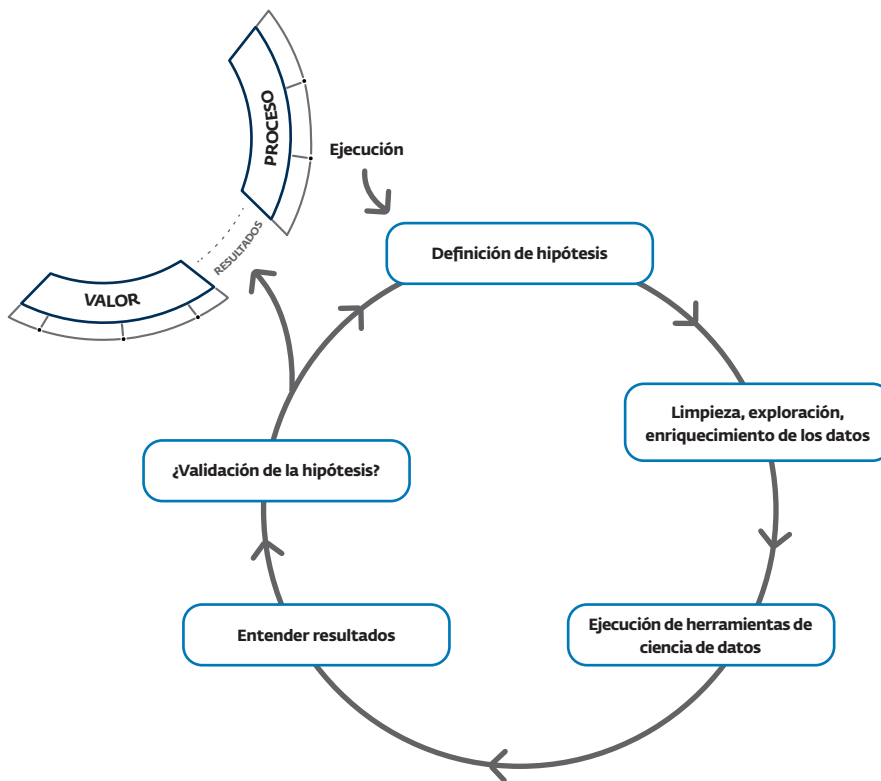 PROCESO
Ejecución
RESULTADOS
VALOR
Definición de hipótesis
Limpieza, exploración,
enriquecimiento de los datos
Ejecución de herramientas de
ciencia de datos
Entender resultados
¿Validación de la hipótesis?